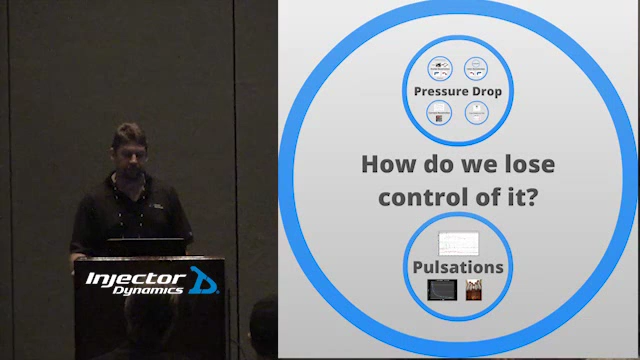 Injector
Dynamics
Pressure Drop
How do we lose
control of it?
Pulsations